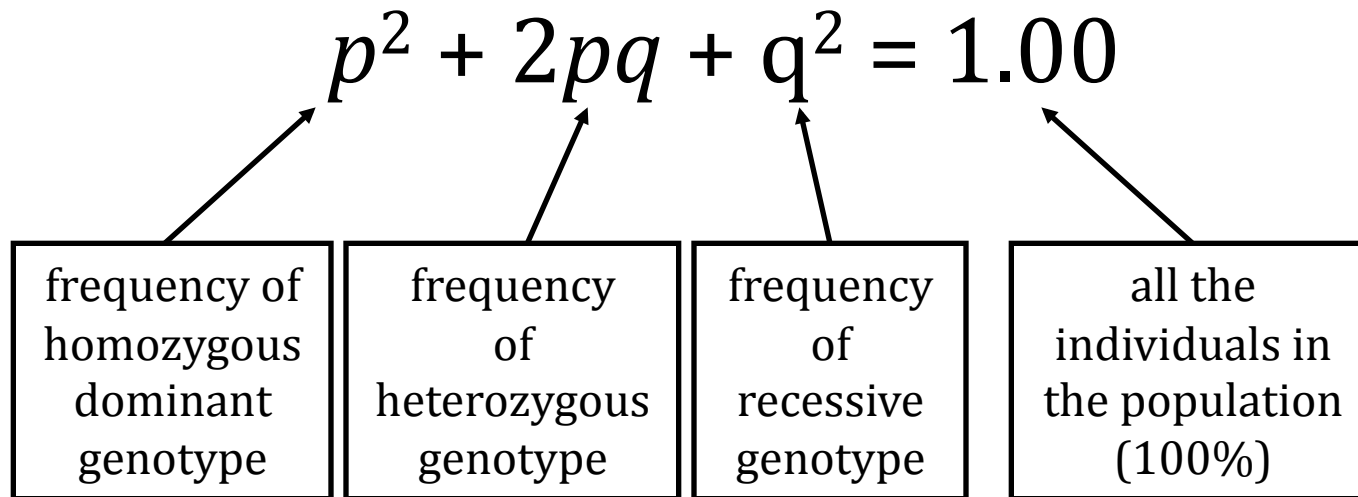 p² + 2pq + q² = 1.00
frequency of
homozygous
dominant
genotype
frequency
of
heterozygous
genotype
frequency
of
recessive
genotype
all the
individuals in
the population
(100%)